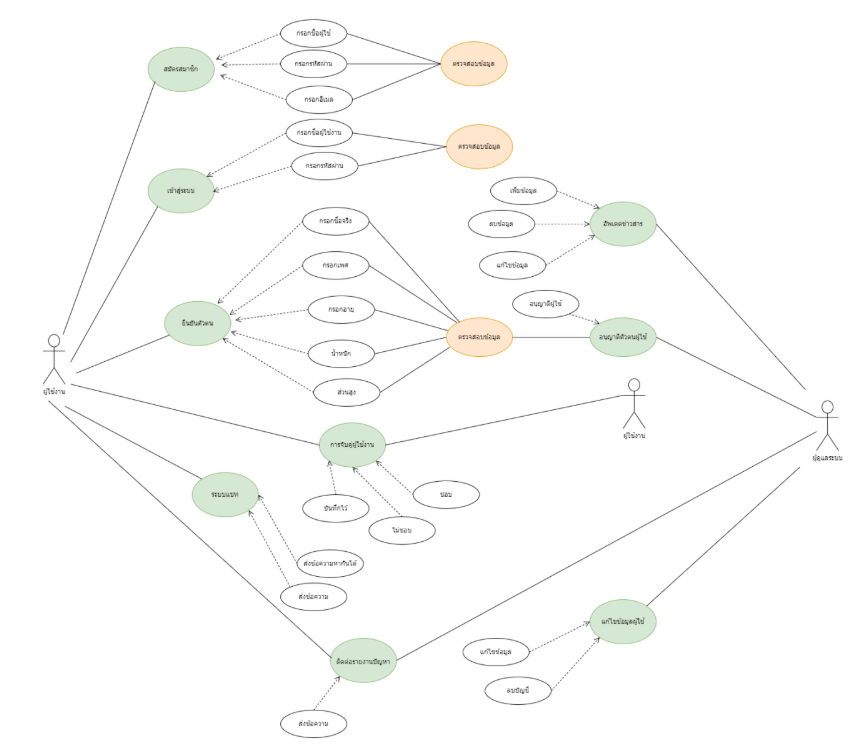 กรอกชื่อผู้ใช้
สมัครสมาชิก
กรอกรหัสผ่าน
ตรวจสอบข้อมูล
กรอกอีเมล
กรอกชื่อผู้ใช้งาน
ตรวจสอบข้อมูล
กรอกรหัสผ่าน
เข้าสู่ระบบ
เพิ่มข้อมูล
กรอกชื่อจริง
ลบข้อมูล
อัพเดตข่าวสาร
กรอกเพศ
แก้ไขข้อมูล
กรอกอายุ
อนุญาติผู้ใช้
ยืนยันตัวตน
ตรวจสอบข้อมูล
อนุญาติตัวตนผู้ใช้
น้ำหนัก
ส่วนสูง
ผู้ใช้งาน
การจับคู่ผู้ใช้งาน
ผู้ใช้งาน
ผู้ดูแลระบบ
ระบบแชท
ชอบ
บันทึกไว้
ไม่ชอบ
ส่งข้อความหากันได้
ส่งข้อความ
แก้ไขข้อมูลผู้ใช้
แก้ไขข้อมูล
ติดต่อรายงานปัญหา
ลบบัญชี
ส่งข้อความ